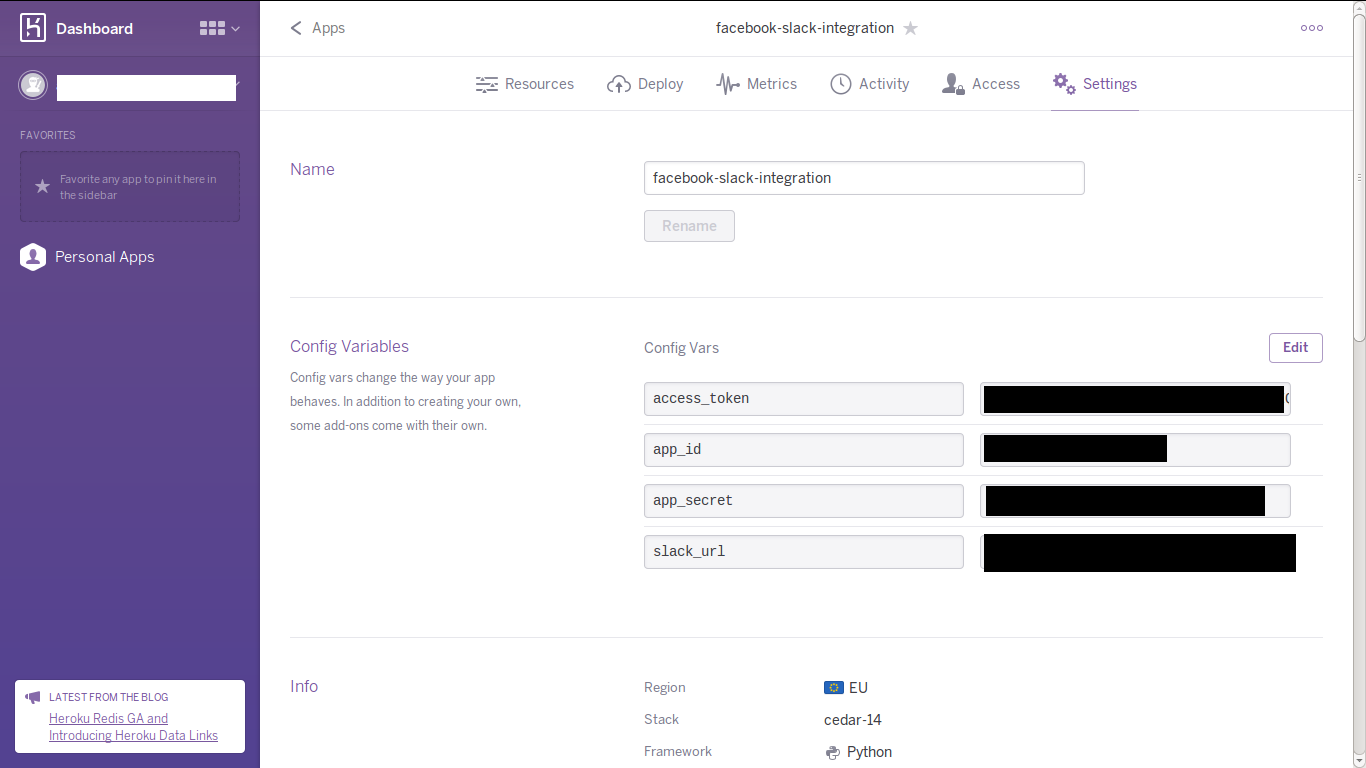 Dashboard
FAVORITES
Favorite any app to pin it here in
the sidebar
Personal Apps
LATEST FROM THE BLOG
Heroku Redis GA and
Introducing Heroku Data Links
Apps
facebook-slack-integration
Resources
Deploy
Metrics
Activity
Access
Settings
Name
facebook-slack-integration
Rename
Config Variables
Config vars change the way your app
behaves. In addition to creating your own,
some add-ons come with their own.
Config Vars
Edit
access_token
app_id
app_secret
slack_url
Info
Region
EU
Stack
cedar-14
Framework
Python